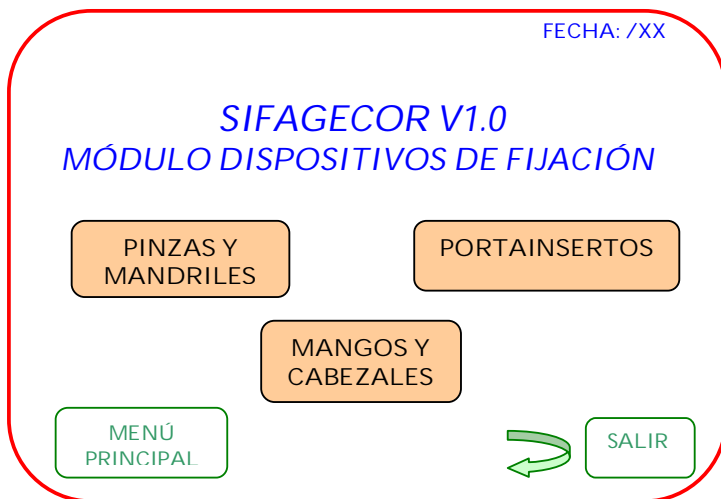 FECHA: /XX
SIFAGECOR V1.0
MÓDULO DISPOSITIVOS DE FIJACIÓN
PINZAS Y
MANDRILES
PORTAINSERTOS
MANGOS Y
CABEZALES
MENÚ
PRINCIPAL
SALIR